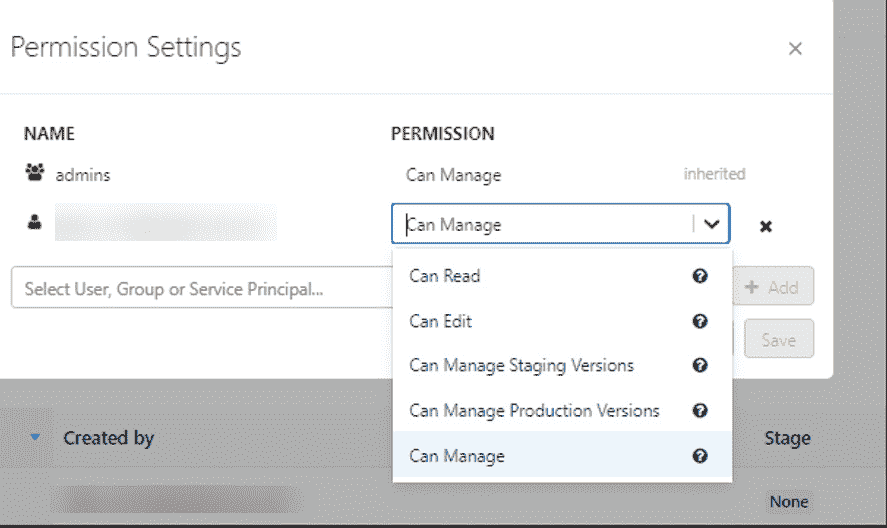 Permission Settings
NAME PERMISSION
admins Can Manage inherited
Can Manage
Select User, Group or Service Principal...
Can Read
Can Edit
Can Manage Staging Versions
Can Manage Production Versions
Can Manage
+ Add
Save
Created by Stage
None